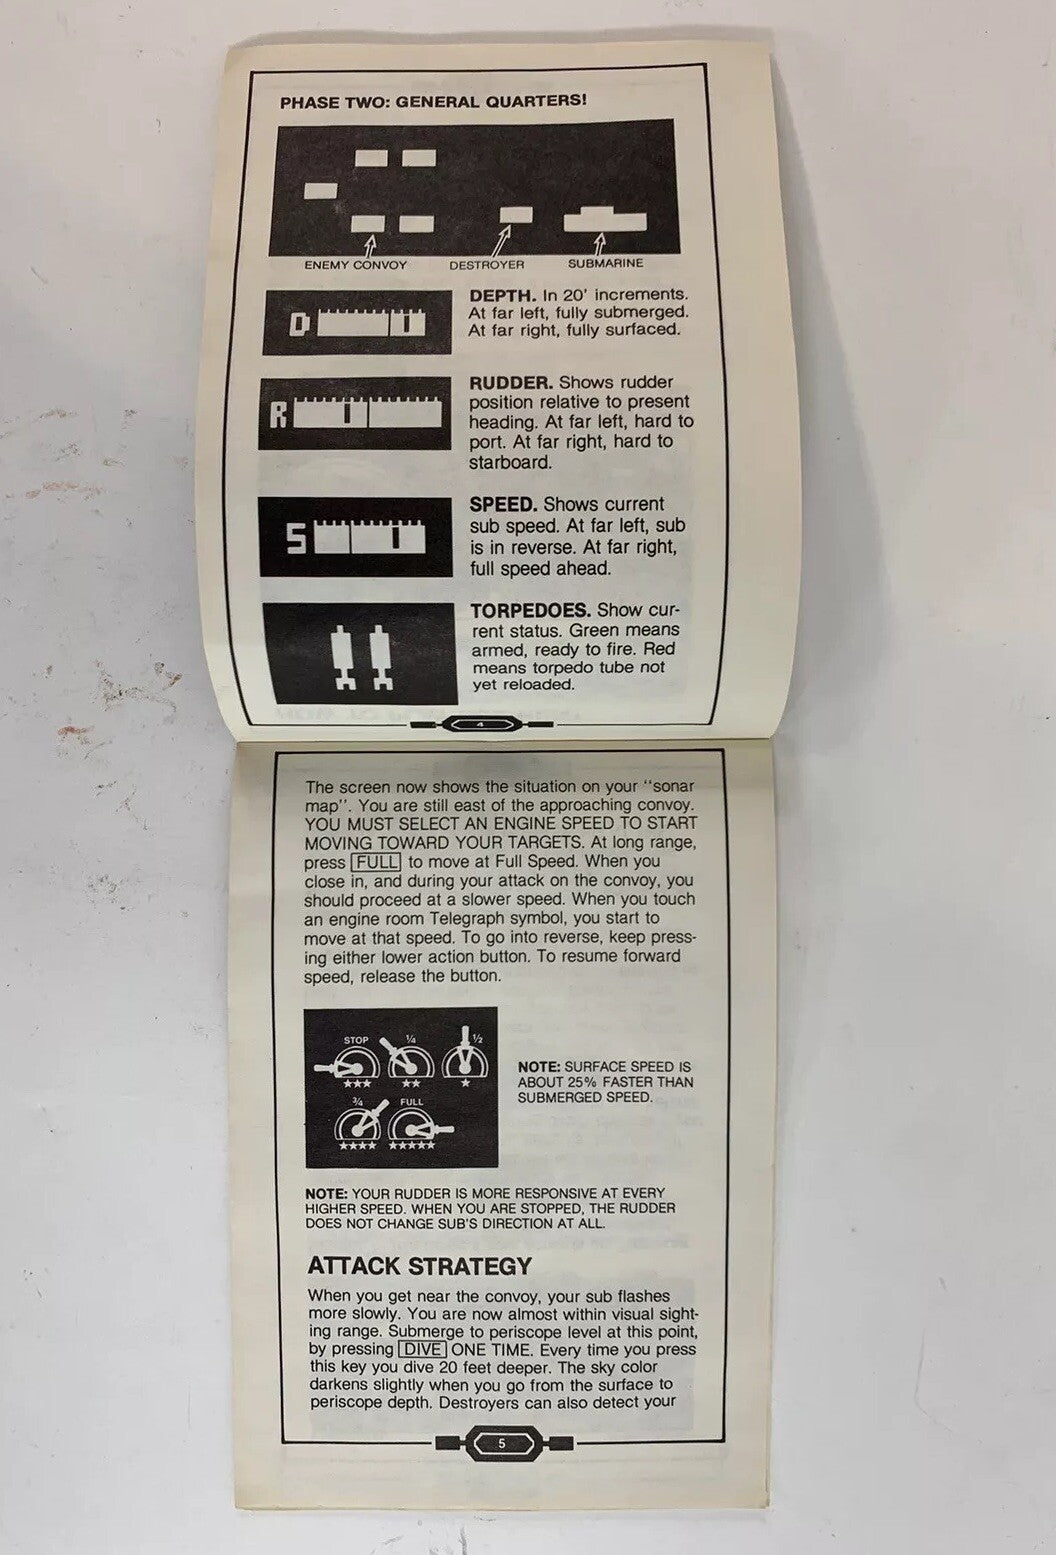 PHASE TWO: GENERAL QUARTERS!
ENEMY CONVOY
DESTROYER
SUBMARINE
D
DEPTH. In 20' increments.
At far left, fully submerged.
At far right, fully surfaced.
R
RUDDER. Shows rudder
position relative to present
heading. At far left, hard to
port. At far right, hard to
starboard.
S
SPEED. Shows current
sub speed. At far left, sub
is in reverse. At far right,
full speed ahead.
TORPEDOES. Show cur-
rent status. Green means
armed, ready to fire. Red
means torpedo tube not
yet reloaded.
4
The screen now shows the situation on your "sonar
map". You are still east of the approaching convoy.
YOU MUST SELECT AN ENGINE SPEED TO START
MOVING TOWARD YOUR TARGETS. At long range,
press FULL to move at Full Speed. When you
close in, and during your attack on the convoy, you
should proceed at a slower speed. When you touch
an engine room Telegraph symbol, you start to
move at that speed. To go into reverse, keep press-
ing either lower action button. To resume forward
speed, release the button.
STOP
¼
½
¾
FULL
NOTE: SURFACE SPEED IS
ABOUT 25% FASTER THAN
SUBMERGED SPEED.
NOTE: YOUR RUDDER IS MORE RESPONSIVE AT EVERY
HIGHER SPEED. WHEN YOU ARE STOPPED, THE RUDDER
DOES NOT CHANGE SUB'S DIRECTION AT ALL.
ATTACK STRATEGY
When you get near the convoy, your sub flashes
more slowly. You are now almost within visual sight-
ing range. Submerge to periscope level at this point,
by pressing DIVE ONE TIME. Every time you press
this key you dive 20 feet deeper. The sky color
darkens slightly when you go from the surface to
periscope depth. Destroyers can also detect your
5